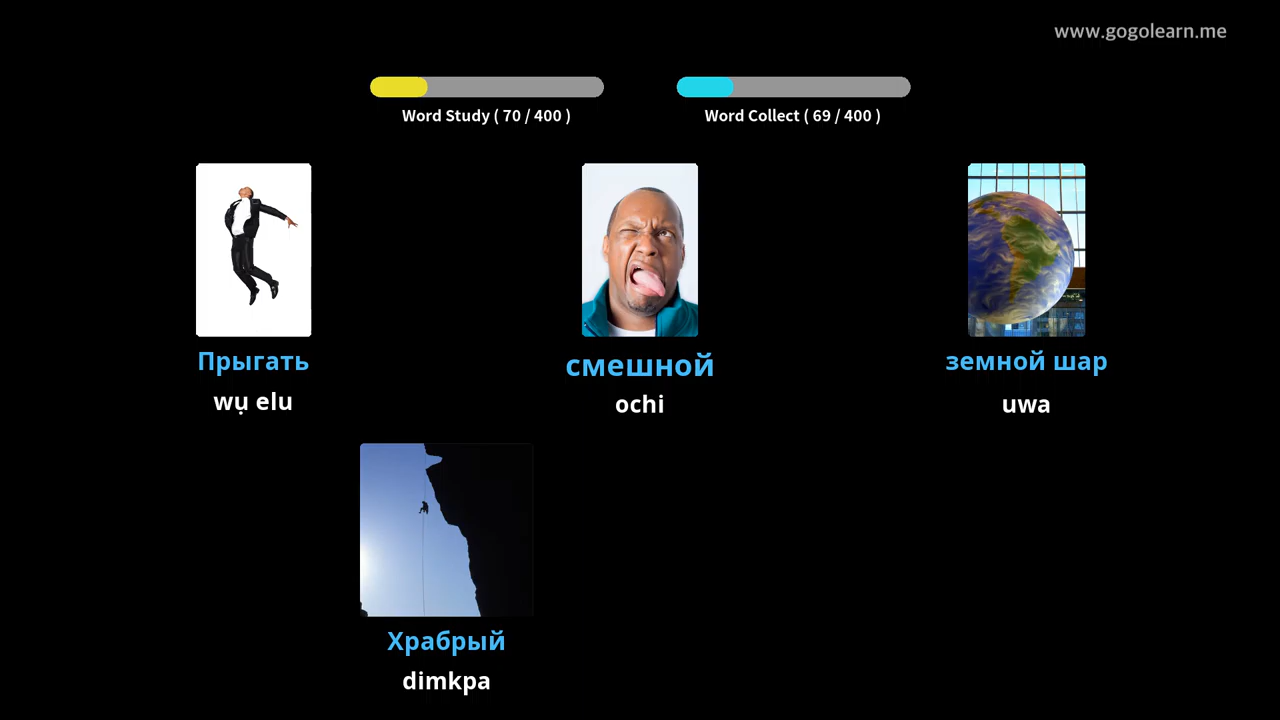 www.gogolearn.me
Word Study ( 70 / 400 )
Word Collect ( 69 / 400 )
Прыгать
смешной
земной шар
wụ elu
ochi
uwa
Храбрый
dimkpa